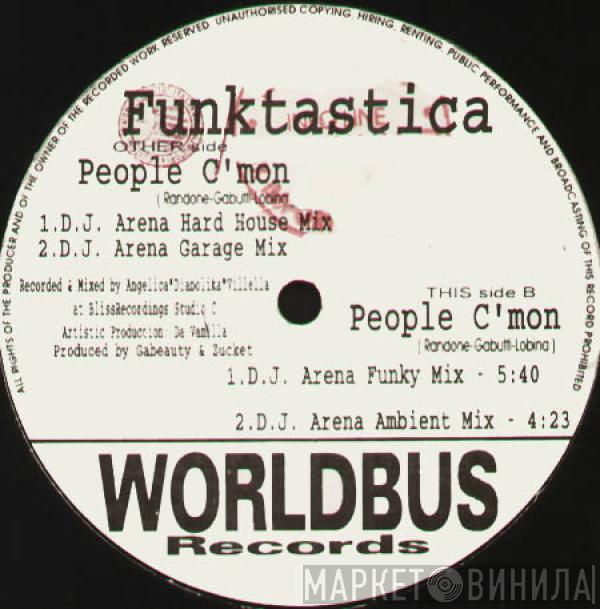 ALL RIGHTS OF THE PRODUCER AND OF THE OWNER OF THE RECORDED WORK RESERVED. UNAUTHORISED COPYING, HIRING, RENTING, PUBLIC PERFORMANCE AND BROADCASTING OF THIS RECORD PROHIBITED
Funktastica
OTHER side
People C'mon
(Randone-Gabutti-Lobina
1.D.J. Arena Hard House Mix
2.D.J. Arena Garage Mix
Recorded & Mixed by Angelica"Diabolika"Villella
at BlissRecordings Studio C
Artistic Production: Da Vanilla
Produced by Gabeauty & Zucket
THIS side B
People C'mon
(Randone-Gabutti-Lobina)
1.D.J. Arena Funky Mix - 5:40
2.D.J. Arena Ambient Mix - 4:23
WORLDBUS
Records
МАРКЕТ ВИНИЛА